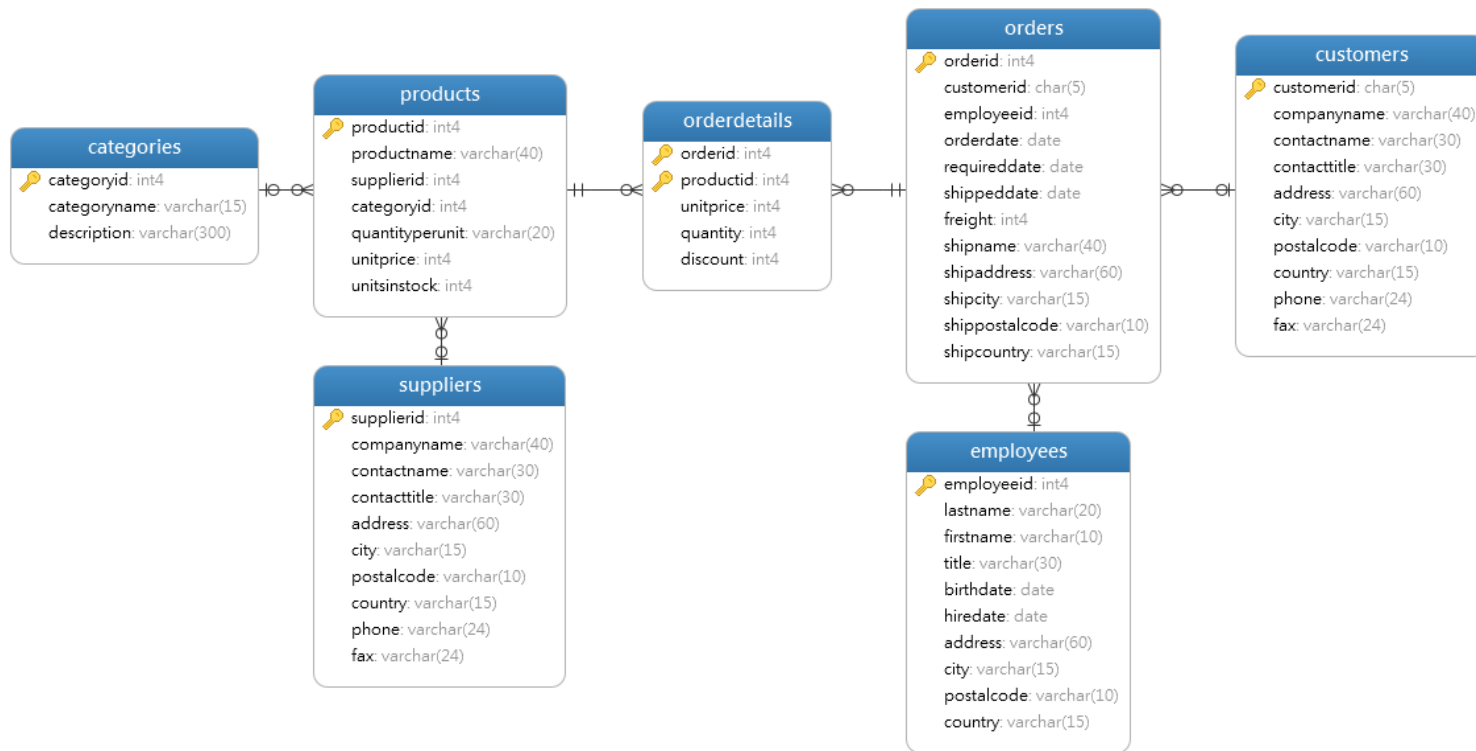 categories
categoryid: int4
categoryname: varchar(15)
description: varchar(300)
products
productid: int4
productname: varchar(40)
supplierid: int4
categoryid: int4
quantityperunit: varchar(20)
unitprice: int4
unitsinstock: int4
suppliers
supplierid: int4
companyname: varchar(40)
contactname: varchar(30)
contacttitle: varchar(30)
address: varchar(60)
city: varchar(15)
postalcode: varchar(10)
country: varchar(15)
phone: varchar(24)
fax: varchar(24)
orderdetails
orderid: int4
productid: int4
unitprice: int4
quantity: int4
discount: int4
orders
orderid: int4
customerid: char(5)
employeeid: int4
orderdate: date
requireddate: date
shippeddate: date
freight: int4
shipname: varchar(40)
shipaddress: varchar(60)
shipcity: varchar(15)
shippostalcode: varchar(10)
shipcountry: varchar(15)
employees
employeeid: int4
lastname: varchar(20)
firstname: varchar(10)
title: varchar(30)
birthdate: date
hiredate: date
address: varchar(60)
city: varchar(15)
postalcode: varchar(10)
country: varchar(15)
customers
customerid: char(5)
companyname: varchar(40)
contactname: varchar(30)
contacttitle: varchar(30)
address: varchar(60)
city: varchar(15)
postalcode: varchar(10)
country: varchar(15)
phone: varchar(24)
fax: varchar(24)